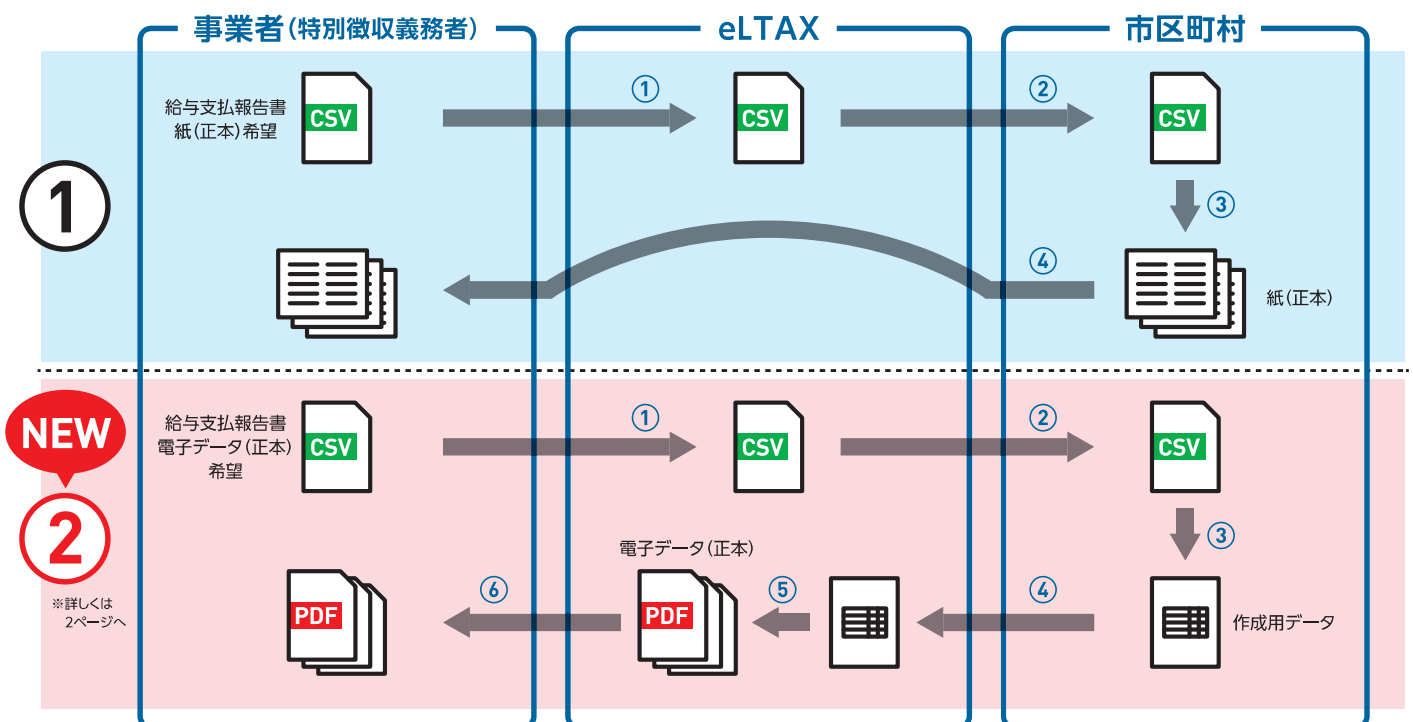 事業者(特別徴収義務者)
eLTAX
市区町村
①
給与支払報告書
紙(正本)希望
CSV
①
CSV
②
CSV
③
④
紙(正本)
NEW
②
※詳しくは
2ページへ
給与支払報告書
電子データ(正本)
希望
CSV
①
CSV
②
CSV
③
電子データ(正本)
PDF
⑥
PDF
⑤
④
作成用データ